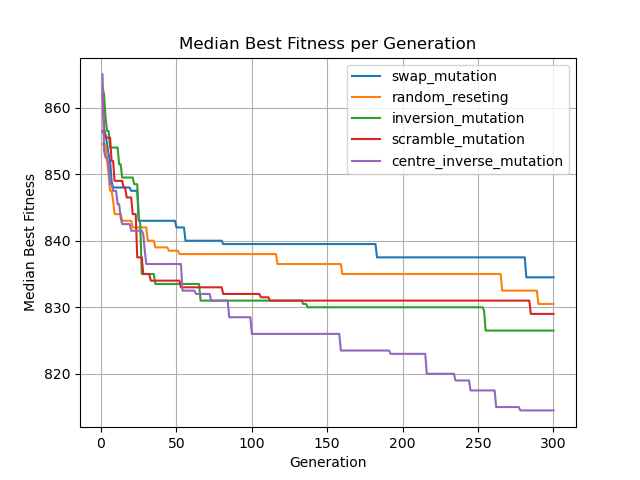 Median Best Fitness per Generation
swap_mutation
random_reseting
inversion_mutation
scramble_mutation
centre_inverse_mutation
Median Best Fitness
860
850
840
830
820
0 50 100 150 200 250 300
Generation